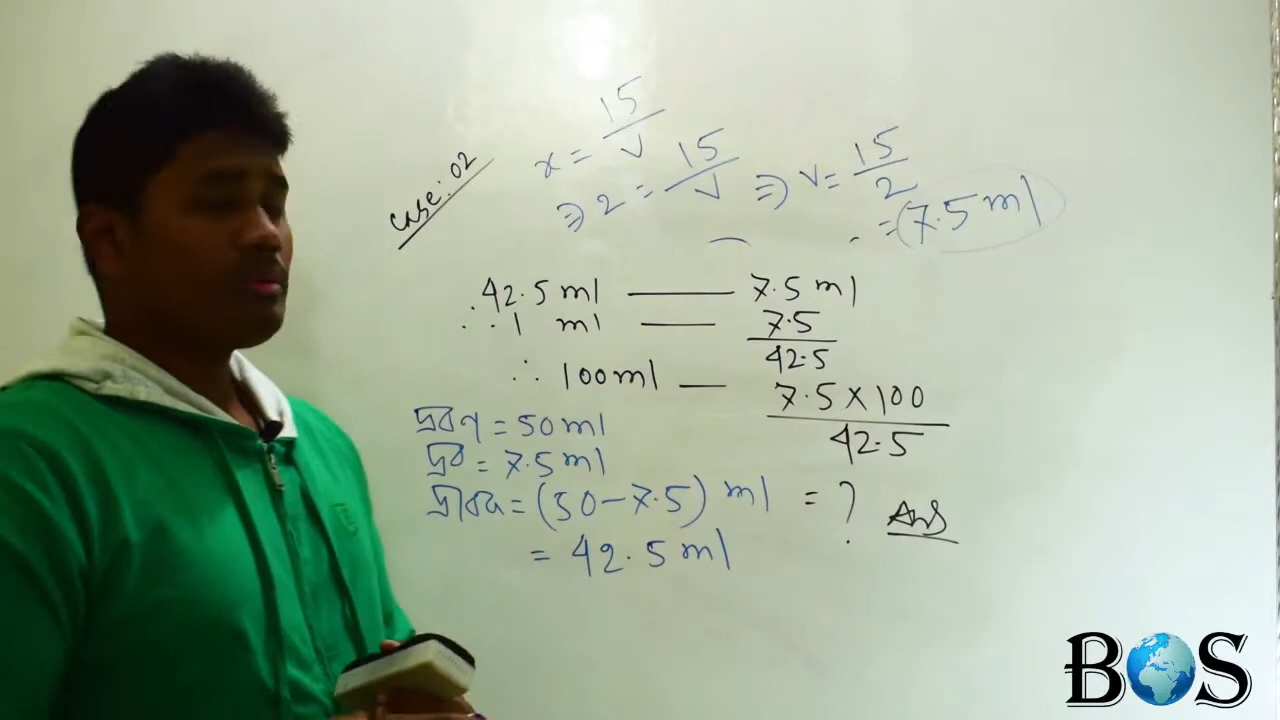 case: 02
x = 15/v
⇒ 2 = 15/v ⇒ v = 15/2
= 7.5 ml
42.5 ml — 7.5 ml
∴ 1 ml — 7.5/42.5
∴ 100ml — 7.5 × 100/42.5
= ? Ans
দ্রবণ = 50 ml
দ্রব = 7.5 ml
দ্রাবক = (50 - 7.5) ml
= 42.5 ml
BOS